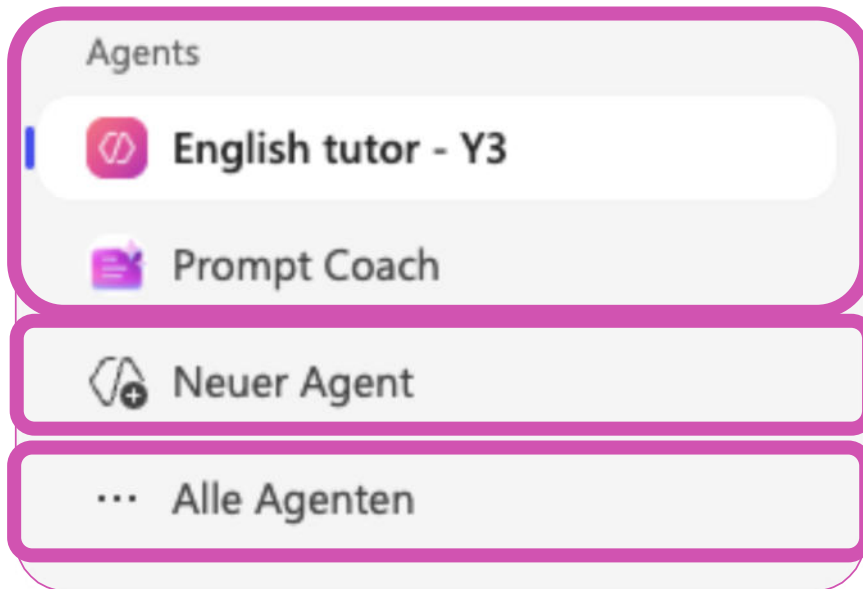 Agents
English tutor - Y3
Prompt Coach
Neuer Agent
Alle Agenten